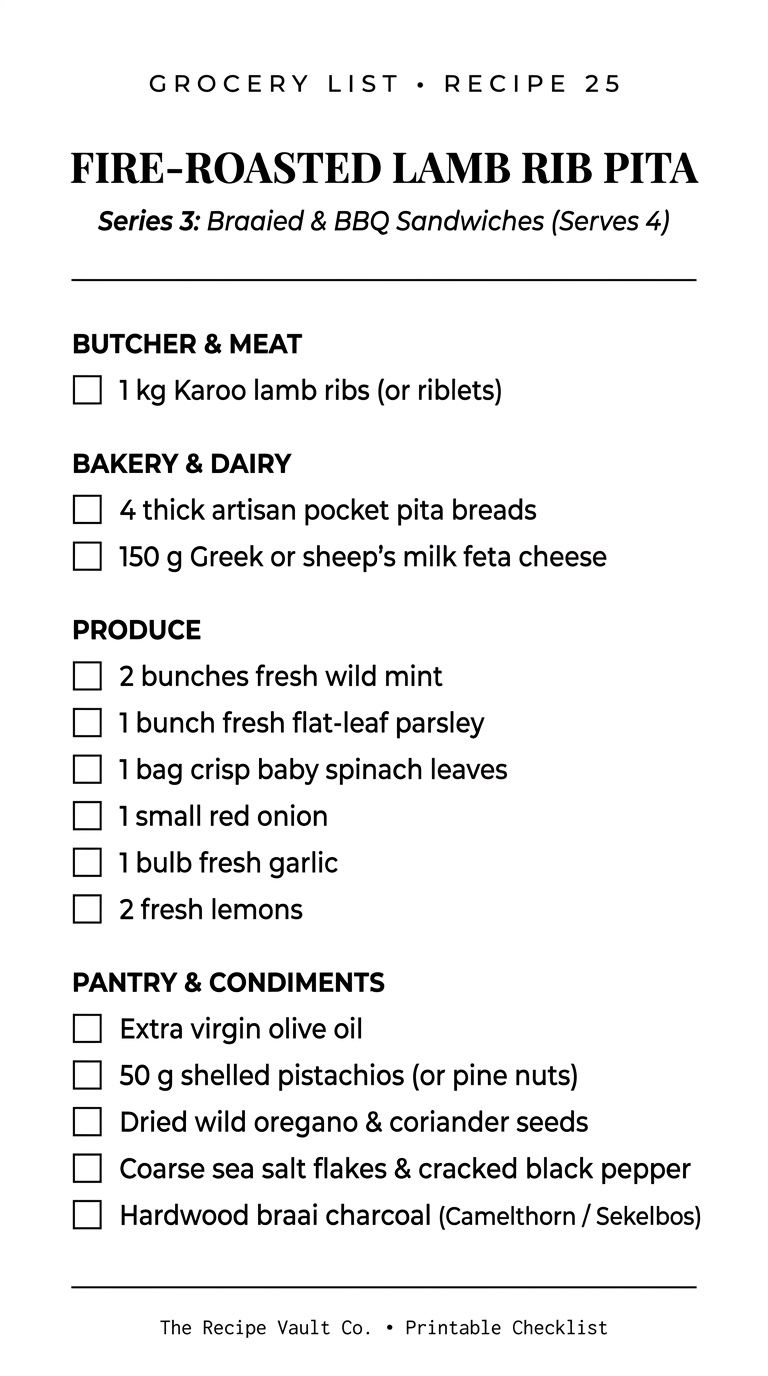 GROCERY LIST • RECIPE 25
FIRE-ROASTED LAMB RIB PITA
Series 3: Braaied & BBQ Sandwiches (Serves 4)
BUTCHER & MEAT
1 kg Karoo lamb ribs (or riblets)
BAKERY & DAIRY
4 thick artisan pocket pita breads
150 g Greek or sheep’s milk feta cheese
PRODUCE
2 bunches fresh wild mint
1 bunch fresh flat-leaf parsley
1 bag crisp baby spinach leaves
1 small red onion
1 bulb fresh garlic
2 fresh lemons
PANTRY & CONDIMENTS
Extra virgin olive oil
50 g shelled pistachios (or pine nuts)
Dried wild oregano & coriander seeds
Coarse sea salt flakes & cracked black pepper
Hardwood braai charcoal (Camelthorn / Sekelbos)
The Recipe Vault Co. • Printable Checklist